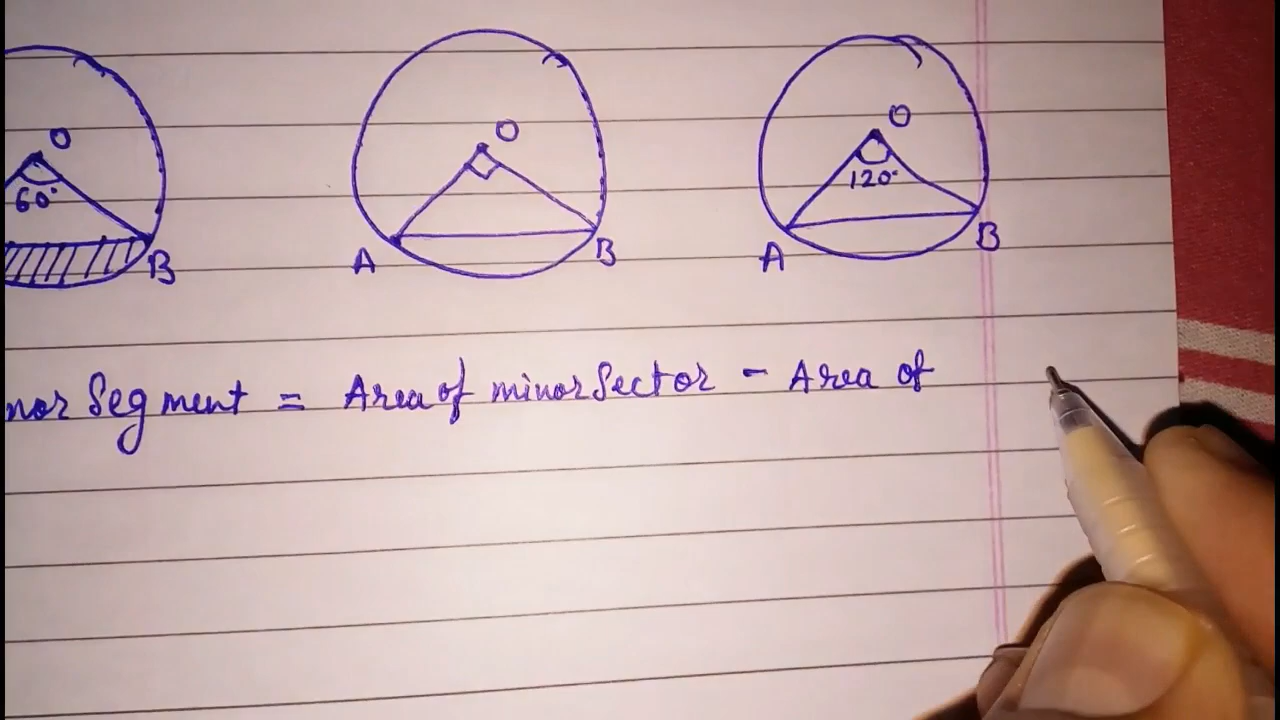 O
60°
B
O
A
B
O
120°
A
B
nor Segment = Area of minor Sector - Area of